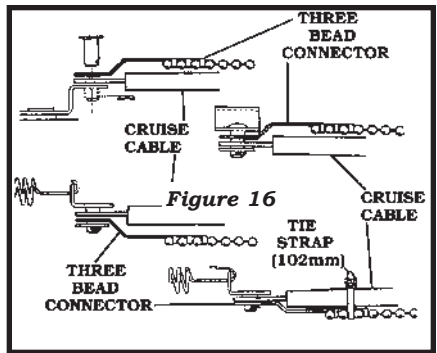 THREE
BEAD
CONNECTOR
CRUISE
CABLE
Figure 16
CRUISE
CABLE
TIE
STRAP
(102mm)
THREE
BEAD
CONNECTOR